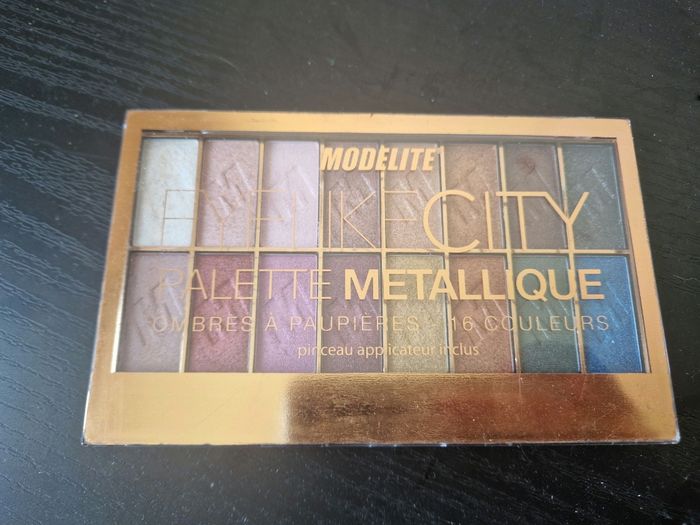 MODELITE
EYELIKECITY
PALETTE METALLIQUE
OMBRES À PAUPIÈRES - 16 COULEURS
pinceau applicateur inclus